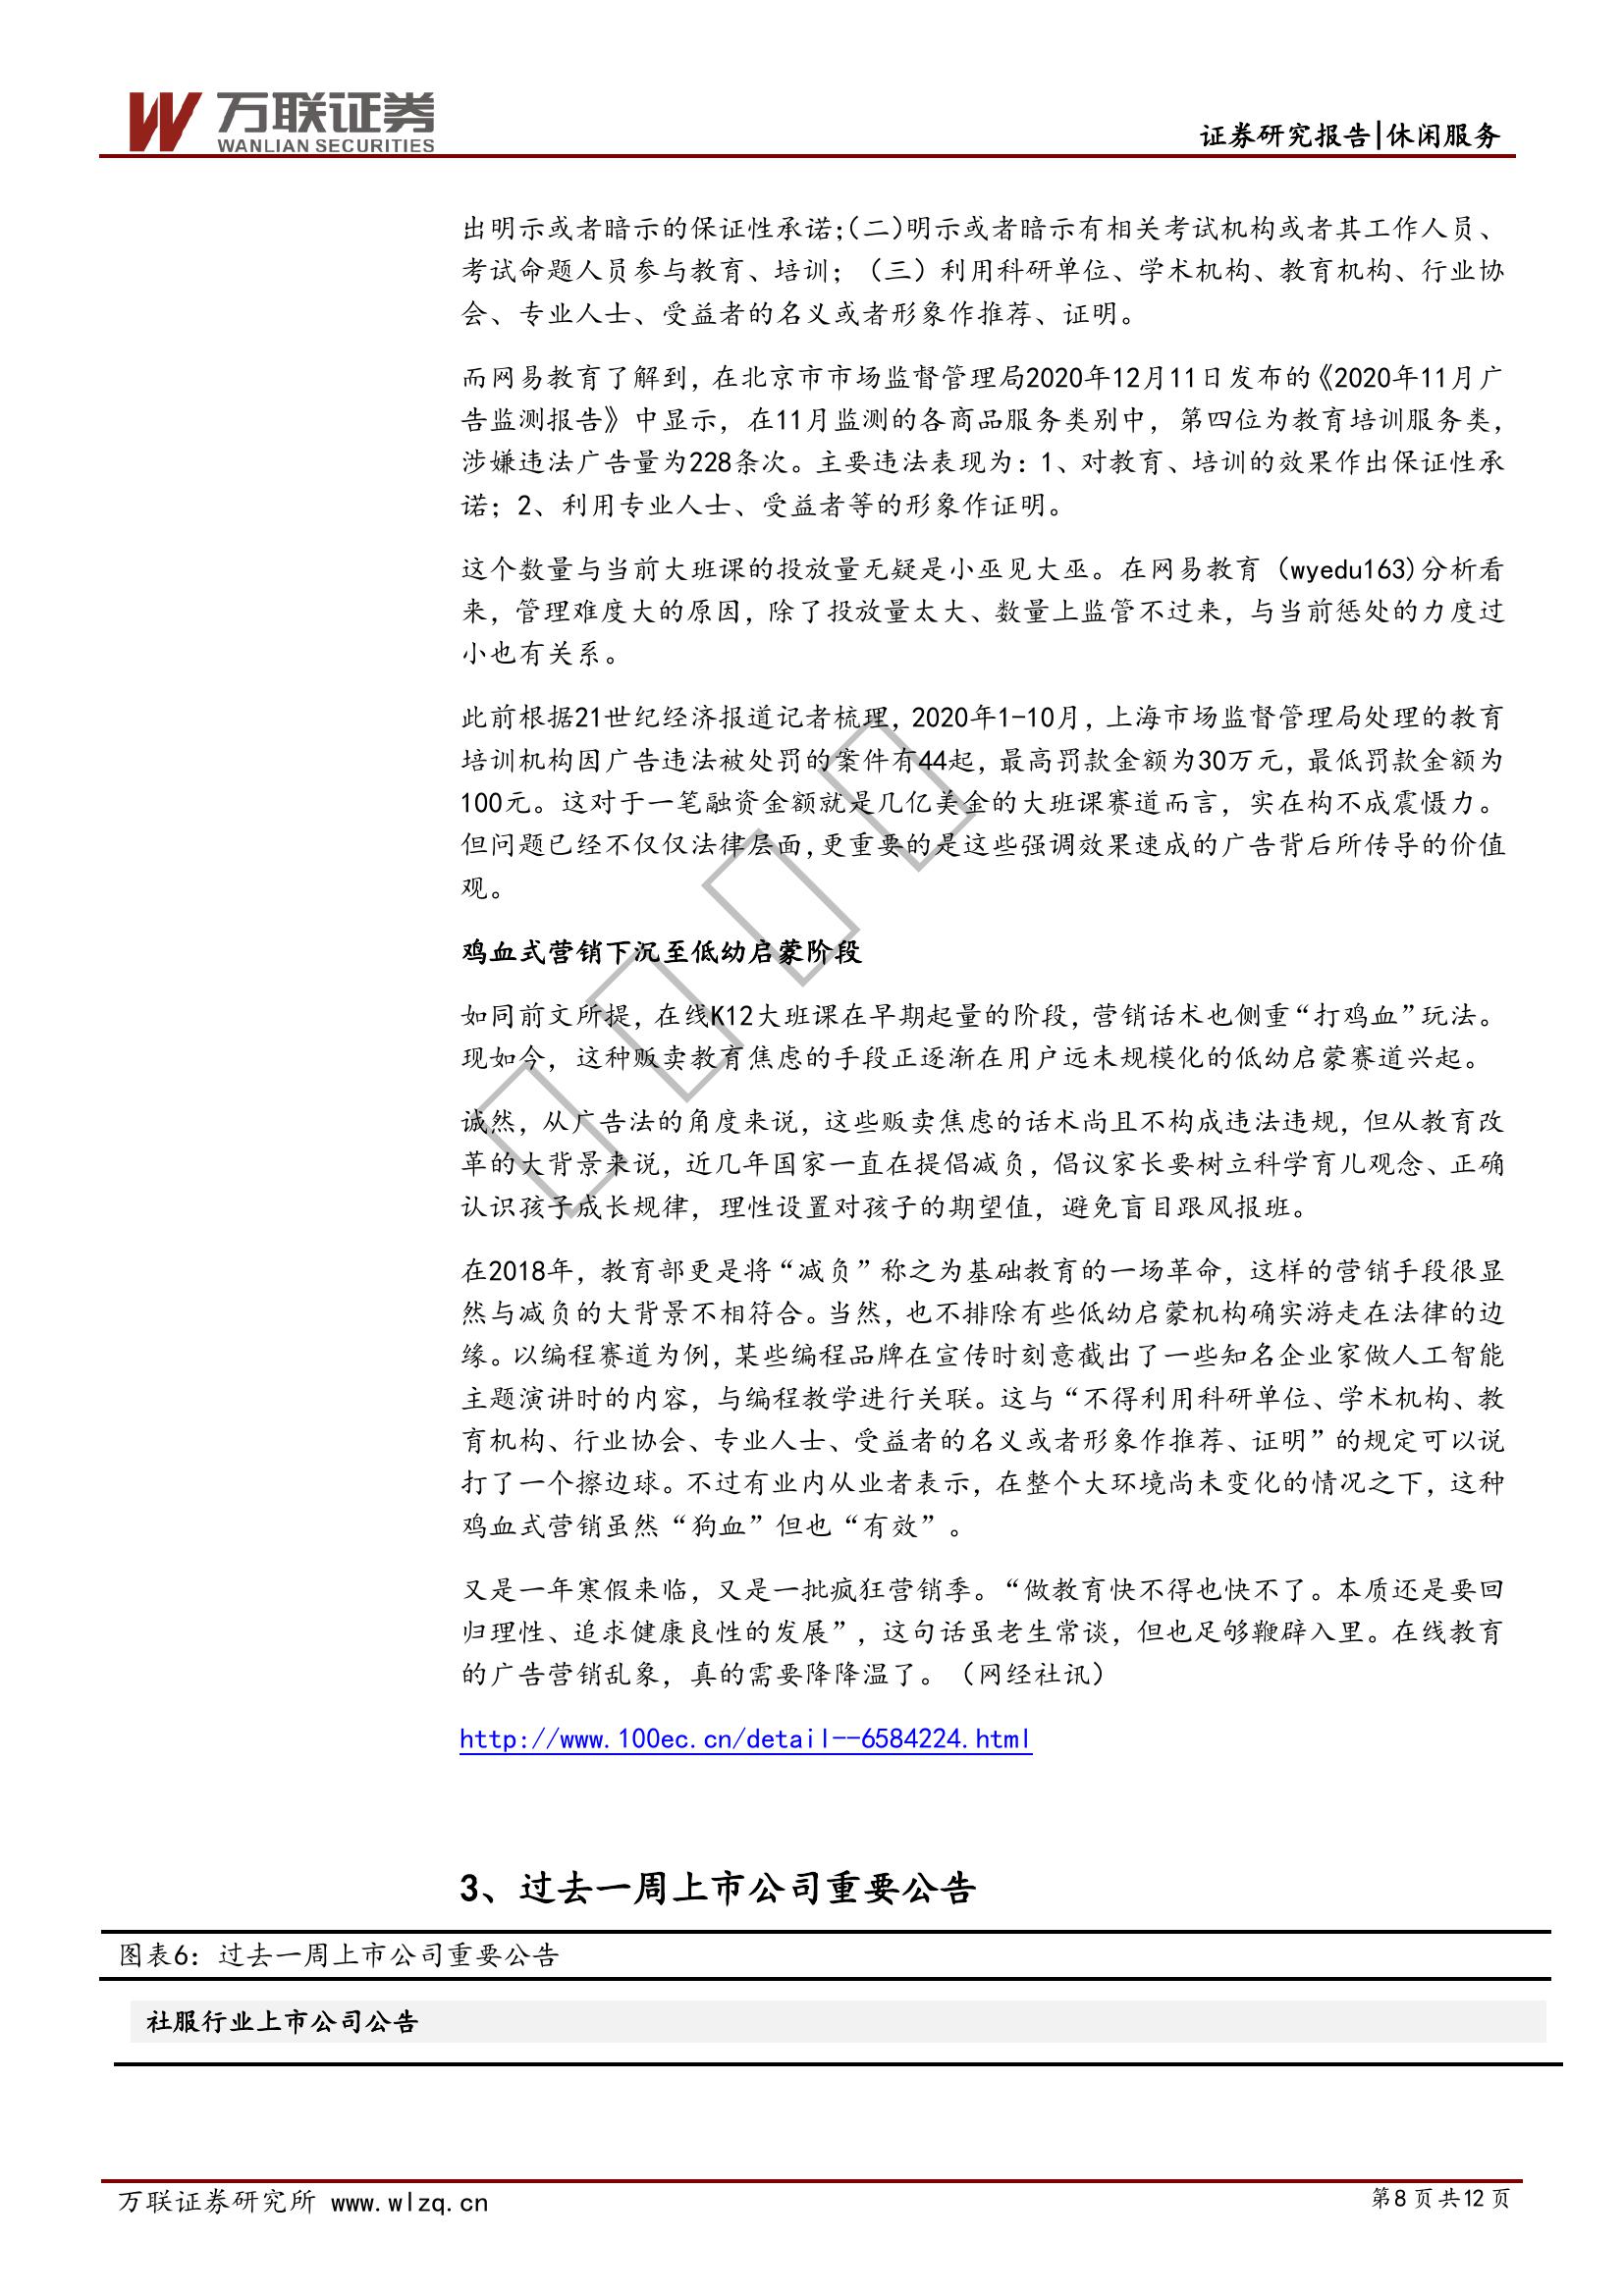 万联证券
WANLIAN SECURITIES
证券研究报告|休闲服务
出明示或者暗示的保证性承诺;(二)明示或者暗示有相关考试机构或者其工作人员、
考试命题人员参与教育、培训；（三）利用科研单位、学术机构、教育机构、行业协
会、专业人士、受益者的名义或者形象作推荐、证明。
而网易教育了解到，在北京市市场监督管理局2020年12月11日发布的《2020年11月广
告监测报告》中显示，在11月监测的各商品服务类别中，第四位为教育培训服务类，
涉嫌违法广告量为228条次。主要违法表现为：1、对教育、培训的效果作出保证性承
诺；2、利用专业人士、受益者等的形象作证明。
这个数量与当前大班课的投放量无疑是小巫见大巫。在网易教育（wyedu163)分析看
来，管理难度大的原因，除了投放量太大、数量上监管不过来，与当前惩处的力度过
小也有关系。
此前根据21世纪经济报道记者梳理，2020年1-10月，上海市场监督管理局处理的教育
培训机构因广告违法被处罚的案件有44起，最高罚款金额为30万元，最低罚款金额为
100元。这对于一笔融资金额就是几亿美金的大班课赛道而言，实在构不成震慑力。
但问题已经不仅仅法律层面,更重要的是这些强调效果速成的广告背后所传导的价值
观。
鸡血式营销下沉至低幼启蒙阶段
如同前文所提，在线K12大班课在早期起量的阶段，营销话术也侧重“打鸡血”玩法。
现如今，这种贩卖教育焦虑的手段正逐渐在用户远未规模化的低幼启蒙赛道兴起。
诚然，从广告法的角度来说，这些贩卖焦虑的话术尚且不构成违法违规，但从教育改
革的大背景来说，近几年国家一直在提倡减负，倡议家长要树立科学育儿观念、正确
认识孩子成长规律，理性设置对孩子的期望值，避免盲目跟风报班。
在2018年，教育部更是将“减负”称之为基础教育的一场革命，这样的营销手段很显
然与减负的大背景不相符合。当然，也不排除有些低幼启蒙机构确实游走在法律的边
缘。以编程赛道为例，某些编程品牌在宣传时刻意截出了一些知名企业家做人工智能
主题演讲时的内容，与编程教学进行关联。这与“不得利用科研单位、学术机构、教
育机构、行业协会、专业人士、受益者的名义或者形象作推荐、证明”的规定可以说
打了一个擦边球。不过有业内从业者表示，在整个大环境尚未变化的情况之下，这种
鸡血式营销虽然“狗血”但也“有效”。
又是一年寒假来临，又是一批疯狂营销季。“做教育快不得也快不了。本质还是要回
归理性、追求健康良性的发展”，这句话虽老生常谈，但也足够鞭辟入里。在线教育
的广告营销乱象，真的需要降降温了。（网经社讯）
http://www.100ec.cn/detail--6584224.html
3、过去一周上市公司重要公告
图表6：过去一周上市公司重要公告
社服行业上市公司公告
万联证券研究所 www.wlzq.cn
第8页共12页